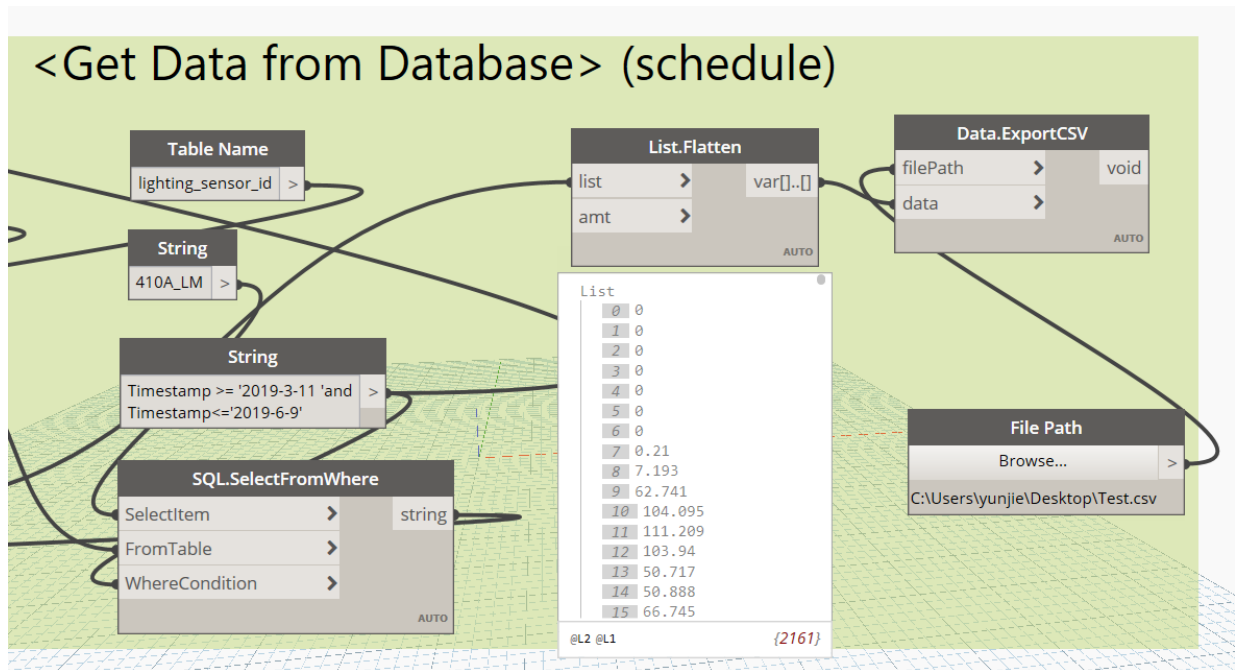 <Get Data from Database> (schedule)
Table Name
lighting_sensor_id >
String
410A_LM >
String
Timestamp >= '2019-3-11 'and >
Timestamp<='2019-6-9'
SQL.SelectFromWhere
SelectItem > string
FromTable >
WhereCondition >
AUTO
List.Flatten
list > var[]..[]
amt >
AUTO
List
0 0
1 0
2 0
3 0
4 0
5 0
6 0
7 0.21
8 7.193
9 62.741
10 104.095
11 111.209
12 103.94
13 50.717
14 50.888
15 66.745
@L2 @L1 {2161}
Data.ExportCSV
filePath > void
data >
AUTO
File Path
Browse... >
C:\Users\yunjie\Desktop\Test.csv